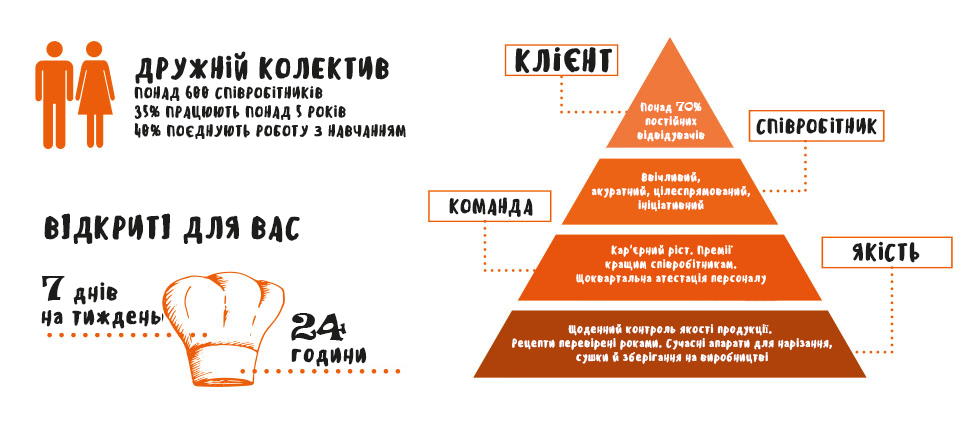 ДРУЖНІЙ КОЛЕКТИВ
ПОНАД 600 СПІВРОБІТНИКІВ
35% ПРАЦЮЮТЬ ПОНАД 5 РОКІВ
40% ПОЄДНУЮТЬ РОБОТУ З НАВЧАННЯМ
ВІДКРИТІ ДЛЯ ВАС
7 днів
на тиждень
24
години
КЛІЄНТ
Понад 70%
постійних
відвідувачів
СПІВРОБІТНИК
Ввічливий,
акуратний, цілеспрямований,
ініціативний
КОМАНДА
Кар'єрний ріст. Премії
кращим співробітникам.
Щоквартальна атестація персоналу
ЯКІСТЬ
Щоденний контроль якості продукції.
Рецепти перевірені роками. Сучасні апарати для нарізання,
сушки й зберігання на виробництві